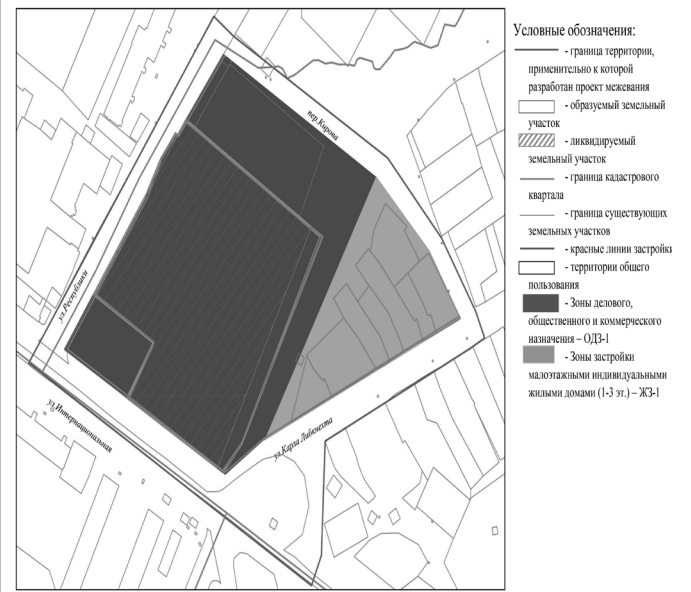 Условные обозначения:
- граница территории,
применительно к которой
разработан проект межевания
- образуемый земельный
участок
- ликвидируемый
земельный участок
- граница кадастрового
квартала
- граница существующих
земельных участков
- красные линии застройки
- территории общего
пользования
- Зоны делового,
общественного и коммерческого
назначения – ОДЗ-1
- Зоны застройки
малоэтажными индивидуальными
жилыми домами (1-3 эт.) – ЖЗ-1
пер.Кирова
ул.Республики
ул.Интернациональная
ул.Карла Либкнехта